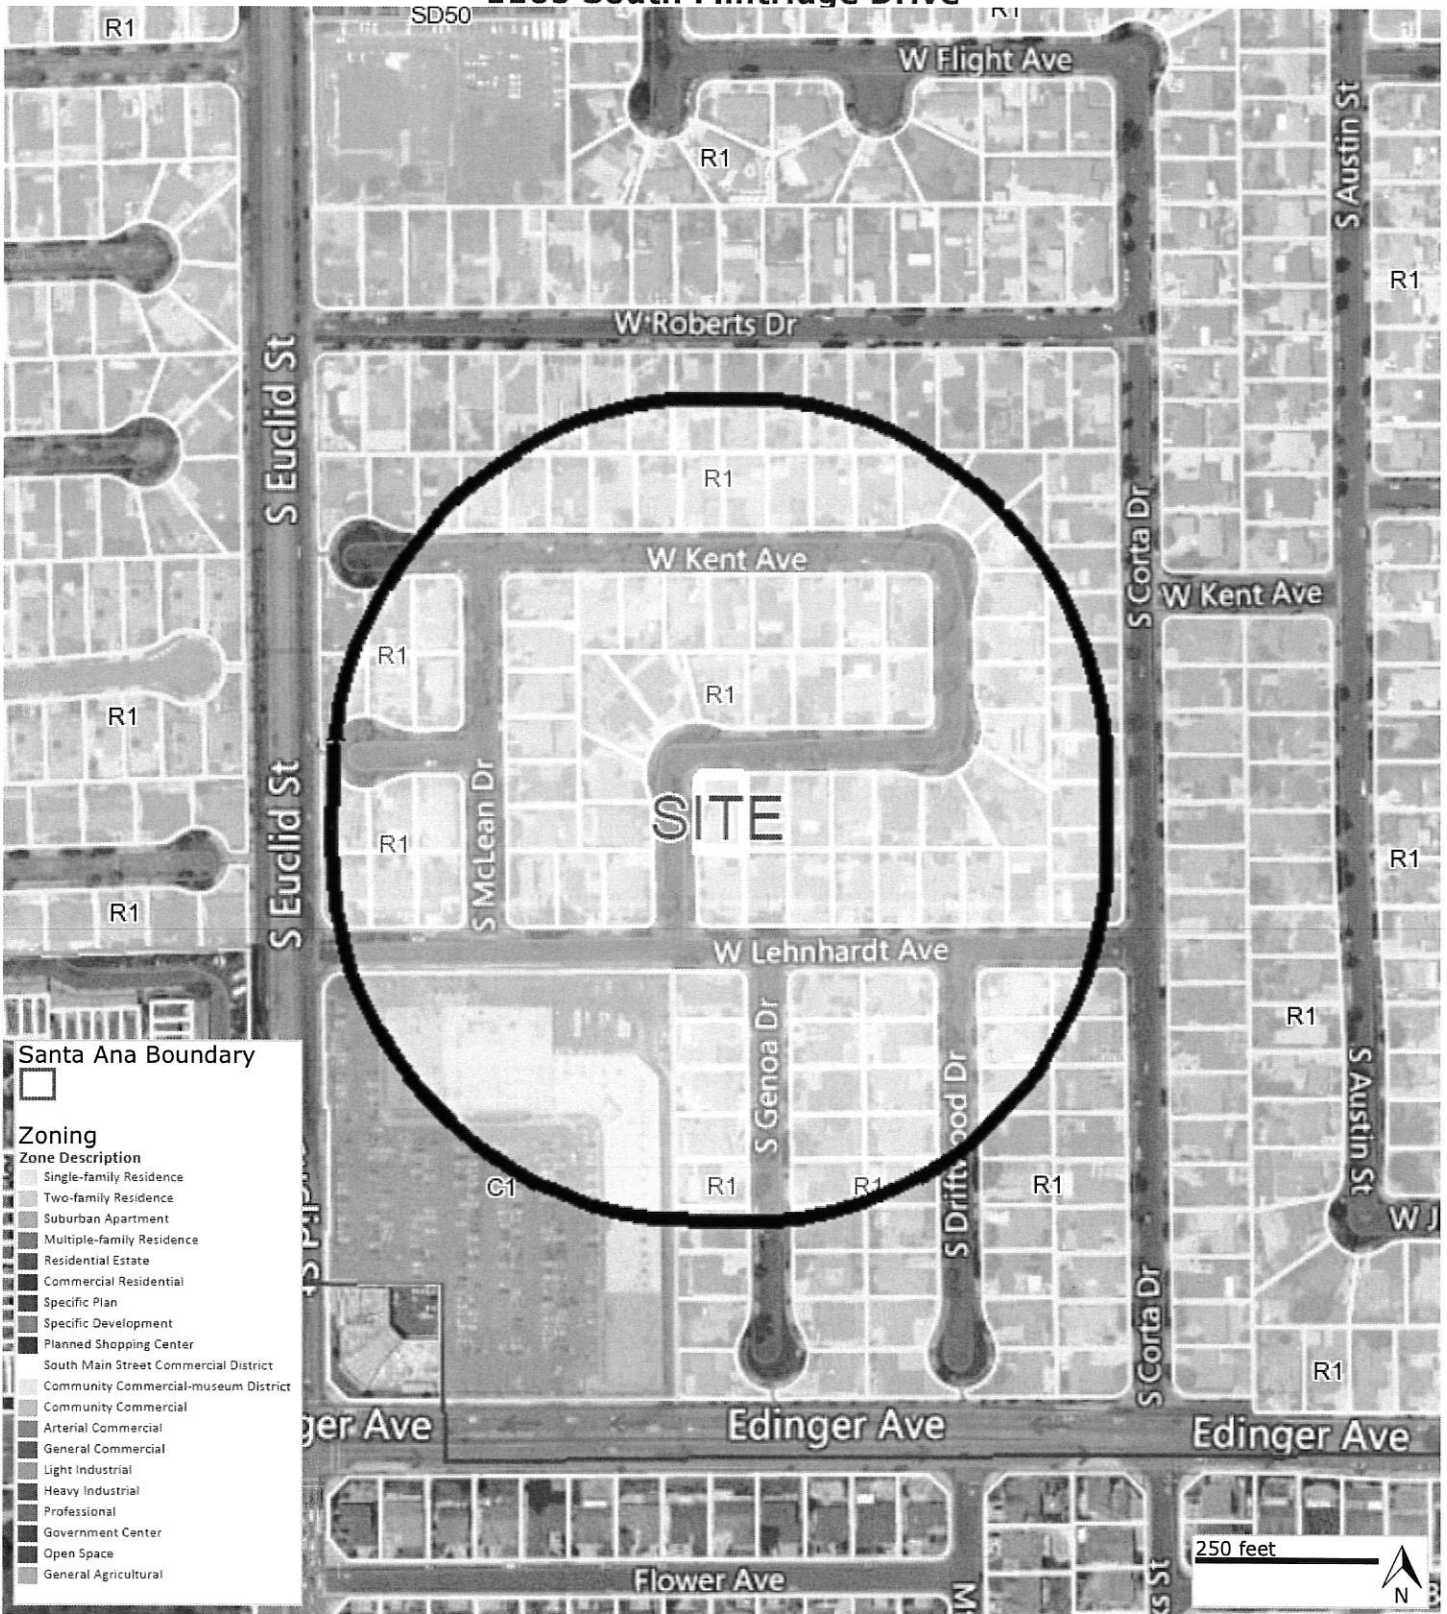 SD50
R1
R1
W Flight Ave
S Austin St
R1
R1
W Roberts Dr
S Euclid St
R1
S Corta Dr
W Kent Ave
W Kent Ave
R1
R1
R1
S Euclid St
S McLean Dr
SITE
R1
R1
R1
W Lehnhardt Ave
S Genoa Dr
R1
S Driftwood Dr
S Austin St
C1
R1
R1
R1
W J
S Corta Dr
R1
ger Ave
Edinger Ave
Edinger Ave
Flower Ave
Santa Ana Boundary
Zoning
Zone Description
Single-family Residence
Two-family Residence
Suburban Apartment
Multiple-family Residence
Residential Estate
Commercial Residential
Specific Plan
Specific Development
Planned Shopping Center
South Main Street Commercial District
Community Commercial-museum District
Community Commercial
Arterial Commercial
General Commercial
Light Industrial
Heavy Industrial
Professional
Government Center
Open Space
General Agricultural
250 feet
N